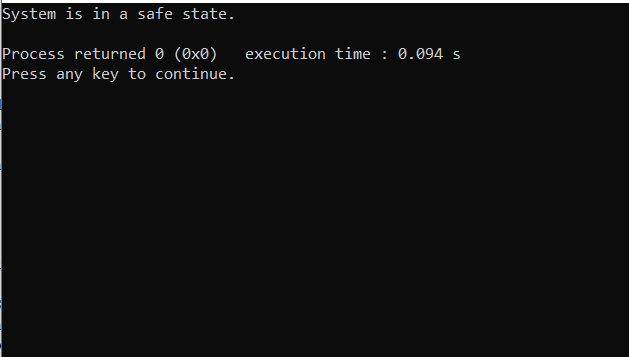 System is in a safe state.
Process returned 0 (0x0)   execution time : 0.094 s
Press any key to continue.